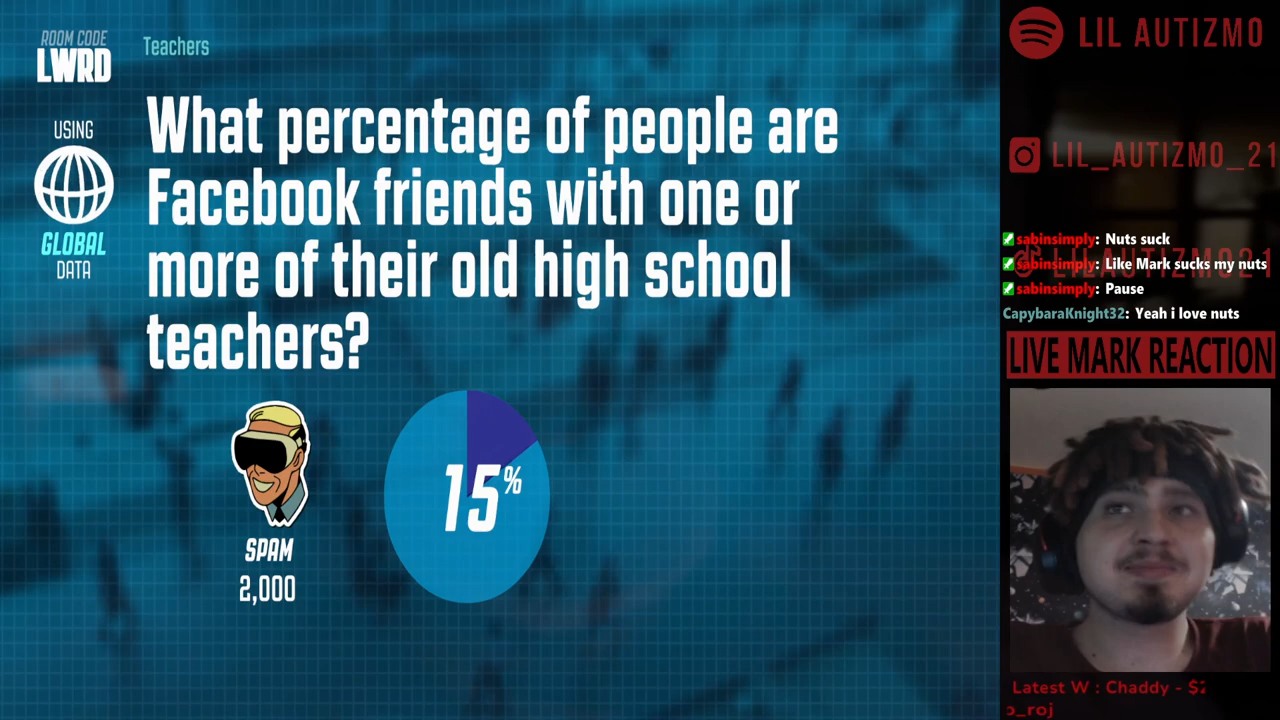 ROOM CODE
LWRD
Teachers
USING
GLOBAL
DATA
What percentage of people are
Facebook friends with one or
more of their old high school
teachers?
15%
SPAM
2,000
LIL AUTIZMO
LIL_AUTIZMO_21
sabinsimply: Nuts suck
sabinsimply: Like Mark sucks my nuts
LILAUTIZMO21
sabinsimply: Pause
CapybaraKnight32: Yeah i love nuts
LIVE MARK REACTION
Latest W : Chaddy - $2
o_roj